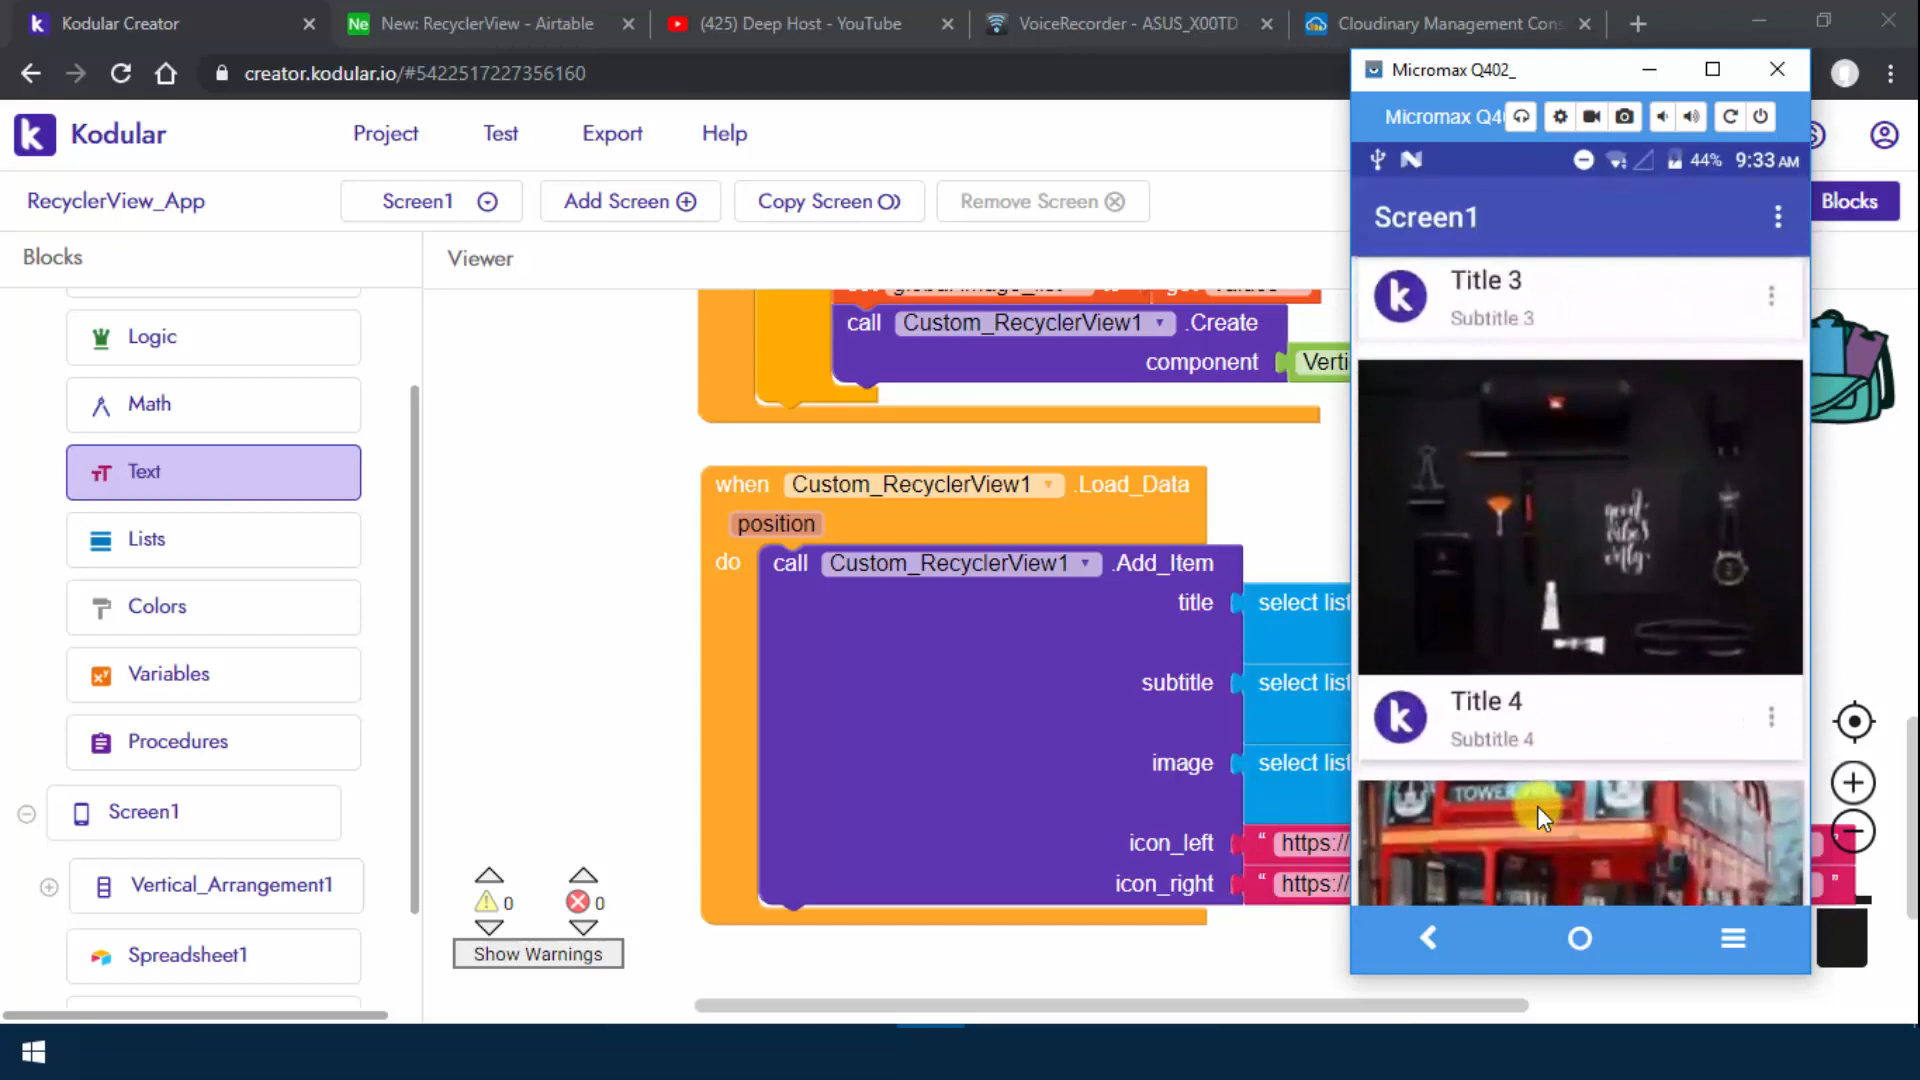 Kodular Creator
New: RecyclerView - Airtable
(425) Deep Host - YouTube
VoiceRecorder - ASUS_X00TD
Cloudinary Management Cons
creator.kodular.io/#5422517227356160
Micromax Q402_
Kodular
Project
Test
Export
Help
Micromax Q4
44%
9:33 AM
RecyclerView_App
Screen1
Add Screen
Copy Screen
Remove Screen
Blocks
Screen1
Blocks
Viewer
Logic
Math
Text
Lists
Colors
Variables
Procedures
Screen1
Vertical_Arrangement1
Spreadsheet1
call Custom_RecyclerView1 .Create
component Verti
when Custom_RecyclerView1 .Load_Data
position
do call Custom_RecyclerView1 .Add_Item
title select list
subtitle select list
image select list
icon_left “ https://
icon_right “ https:// ”
0 0
Show Warnings
Title 3
Subtitle 3
good
vibes
only
Title 4
Subtitle 4
TOWER